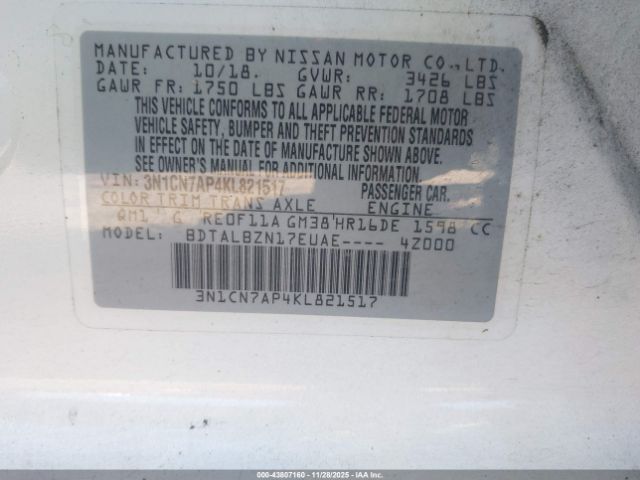 MANUFACTURED BY NISSAN MOTOR CO., LTD.
DATE: 10/18. GVWR: 3426 LBS
GAWR FR: 1750 LBS GAWR RR: 1708 LBS
THIS VEHICLE CONFORMS TO ALL APPLICABLE FEDERAL MOTOR
VEHICLE SAFETY, BUMPER AND THEFT PREVENTION STANDARDS
IN EFFECT ON THE DATE OF MANUFACTURE SHOWN ABOVE.
SEE OWNER'S MANUAL FOR ADDITIONAL INFORMATION.
VIN: 3N1CN7AP4KL821517 PASSENGER CAR.
COLOR TRIM TRANS AXLE ENGINE
QM1 G RE0F11A GM38 HR16DE 1598 CC
MODEL: BDTALBZN17EUAE---- 4Z000
3N1CN7AP4KL821517
000-43807160 - 11/28/2025 - AABBCCDD